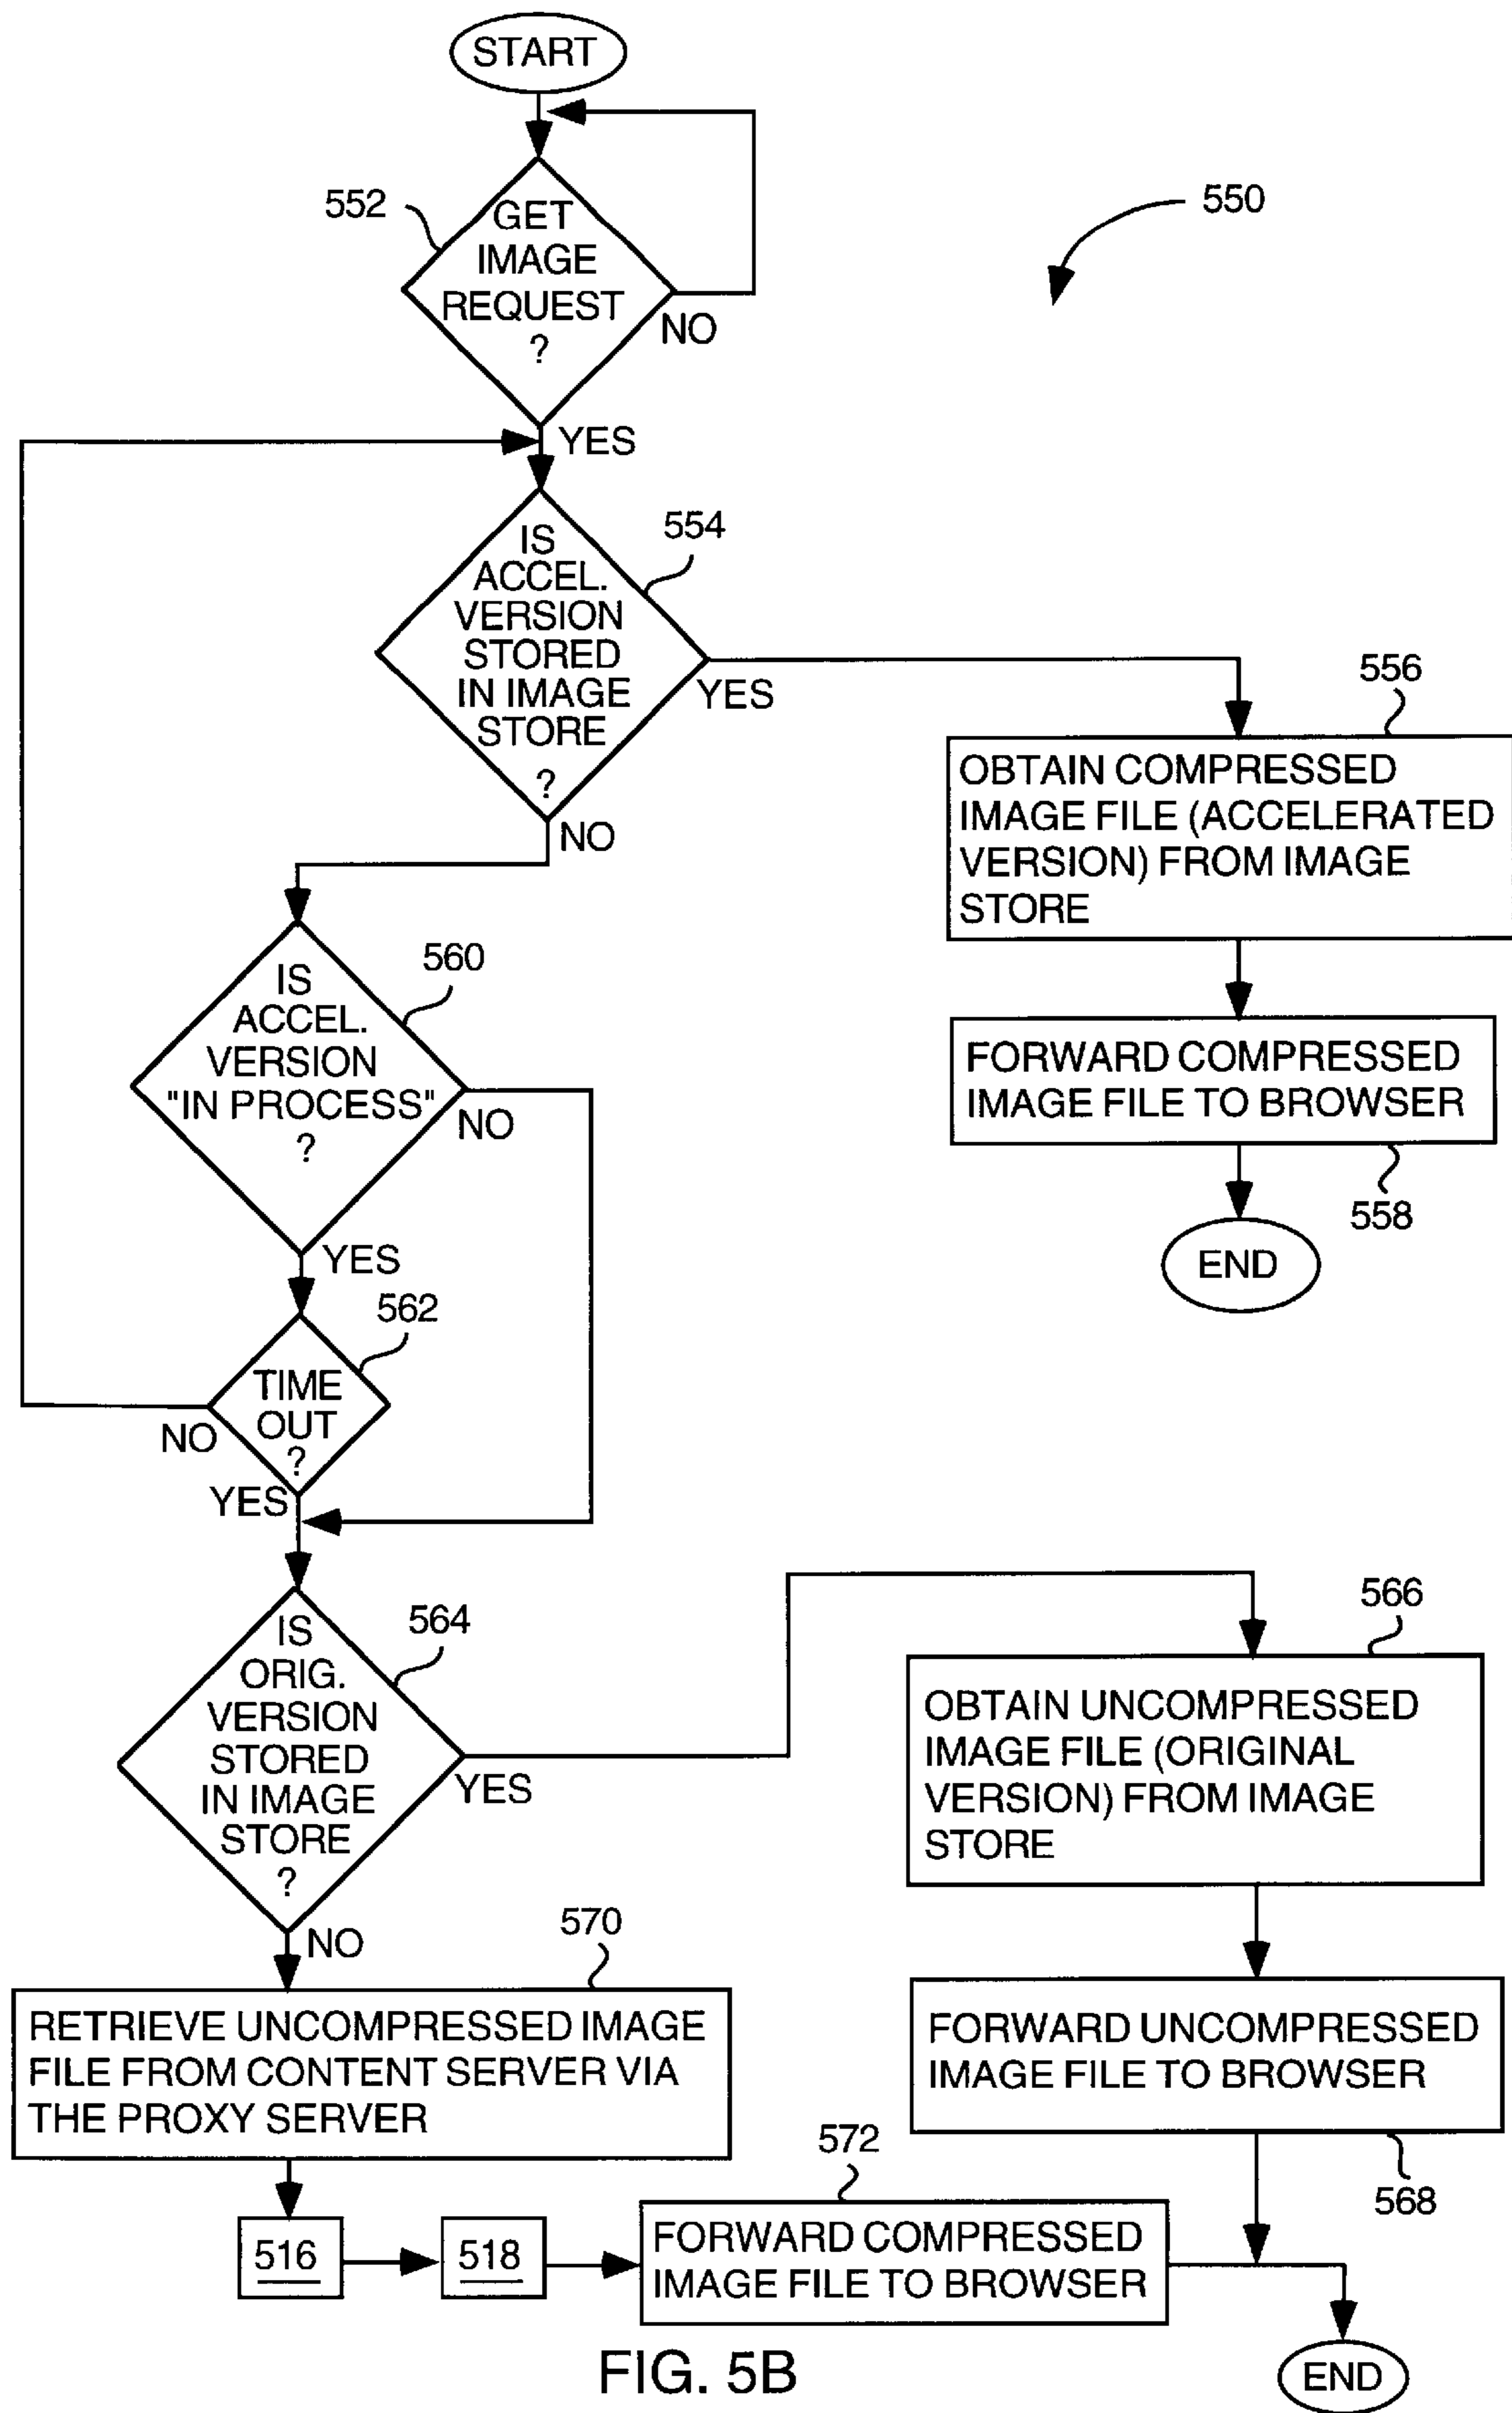 START
552
GET
IMAGE
REQUEST
?
NO
550
YES
554
IS
ACCEL.
VERSION
STORED
IN IMAGE
STORE
?
YES
NO
556
OBTAIN COMPRESSED
IMAGE FILE (ACCELERATED
VERSION) FROM IMAGE
STORE
FORWARD COMPRESSED
IMAGE FILE TO BROWSER
558
END
560
IS
ACCEL.
VERSION
"IN PROCESS"
?
NO
YES
562
TIME
OUT
?
NO
YES
564
IS
ORIG.
VERSION
STORED
IN IMAGE
STORE
?
YES
NO
566
OBTAIN UNCOMPRESSED
IMAGE FILE (ORIGINAL
VERSION) FROM IMAGE
STORE
FORWARD UNCOMPRESSED
IMAGE FILE TO BROWSER
568
570
RETRIEVE UNCOMPRESSED IMAGE
FILE FROM CONTENT SERVER VIA
THE PROXY SERVER
516
518
572
FORWARD COMPRESSED
IMAGE FILE TO BROWSER
END
FIG. 5B